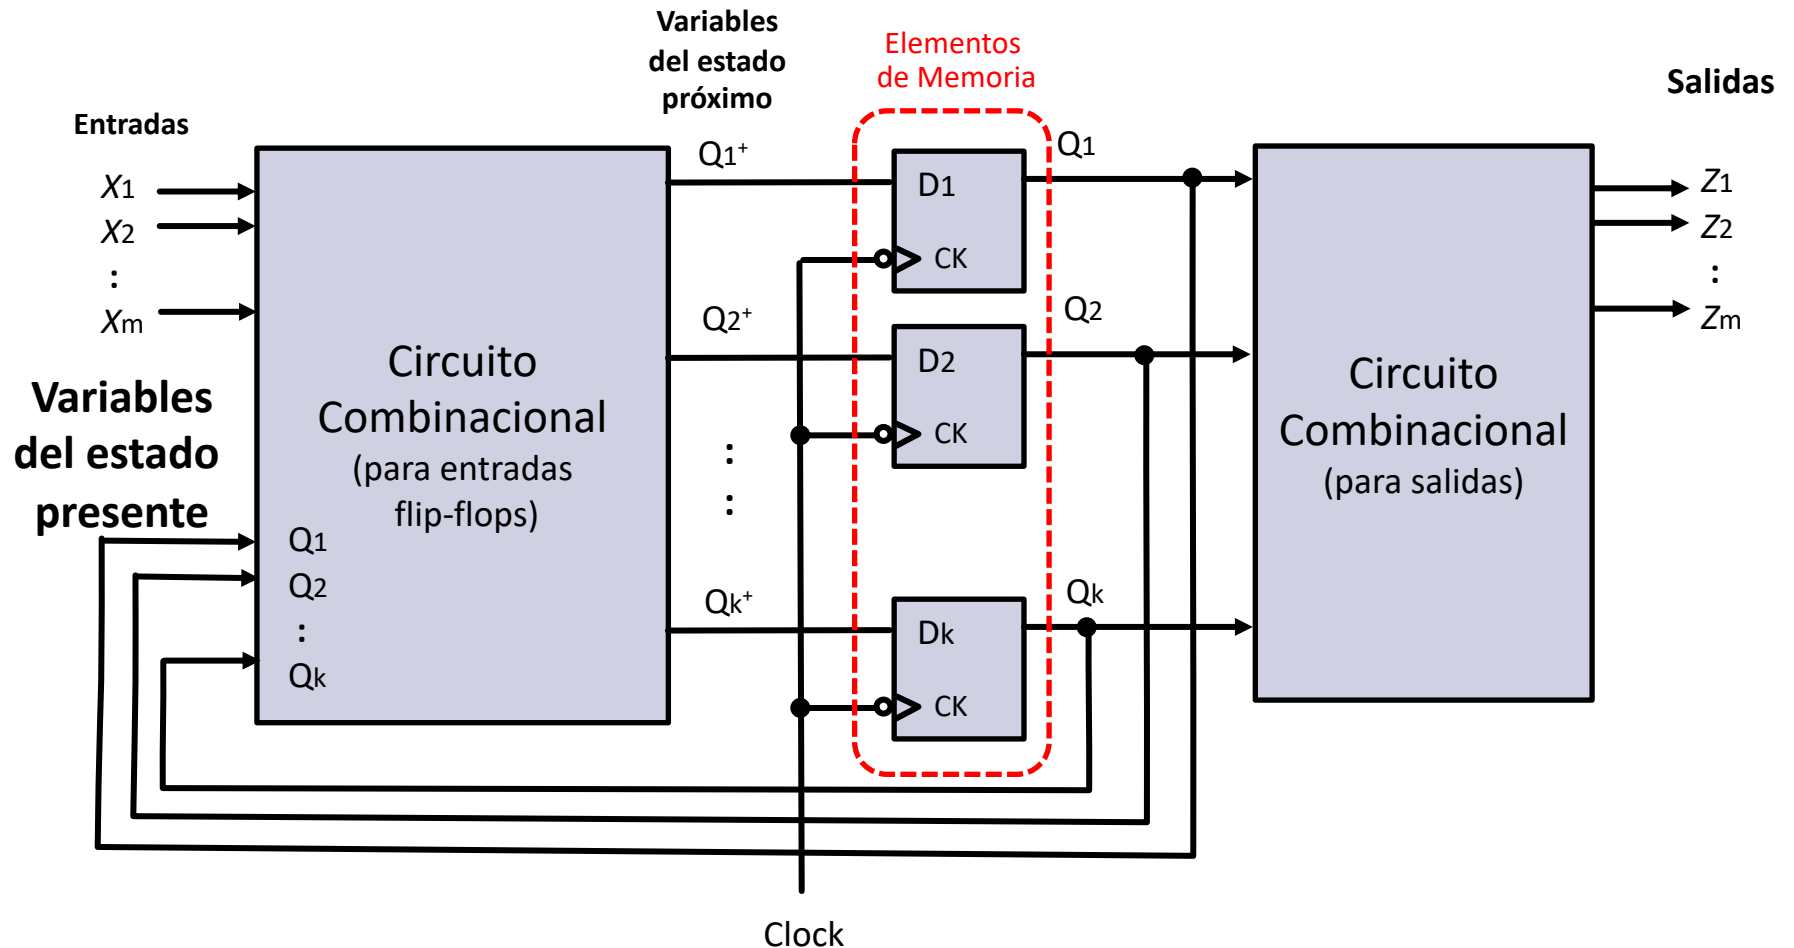 Variables
del estado
próximo
Elementos
de Memoria
Salidas
Entradas
X1
X2
:
Xm
Variables
del estado
presente
Circuito
Combinacional
(para entradas
flip-flops)
Q1
Q2
:
Qk
Q1+
Q2+
:
:
Qk+
D1
CK
D2
CK
Dk
CK
Q1
Q2
Qk
Circuito
Combinacional
(para salidas)
Z1
Z2
:
Zm
Clock